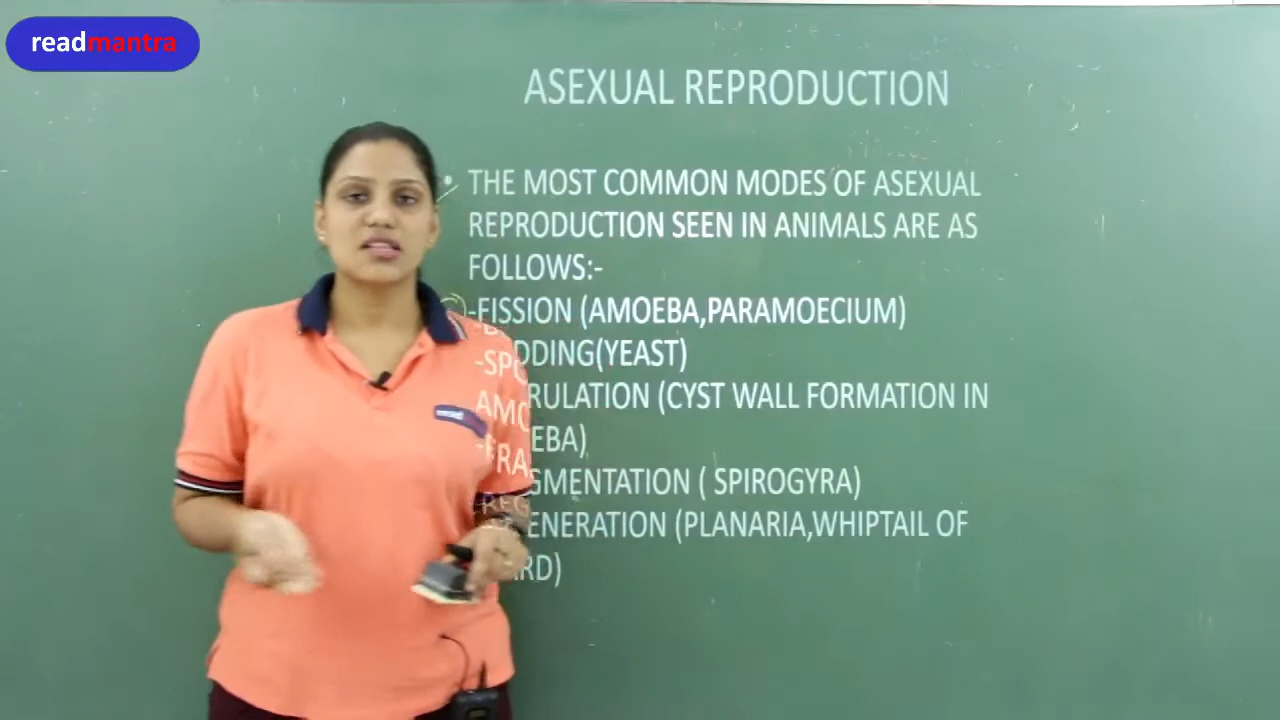 readmantra
ASEXUAL REPRODUCTION
• THE MOST COMMON MODES OF ASEXUAL
REPRODUCTION SEEN IN ANIMALS ARE AS
FOLLOWS:-
-FISSION (AMOEBA,PARAMOECIUM)
DDING(YEAST)
RULATION (CYST WALL FORMATION IN
EBA)
GMENTATION ( SPIROGYRA)
ENERATION (PLANARIA,WHIPTAIL OF
ARD)